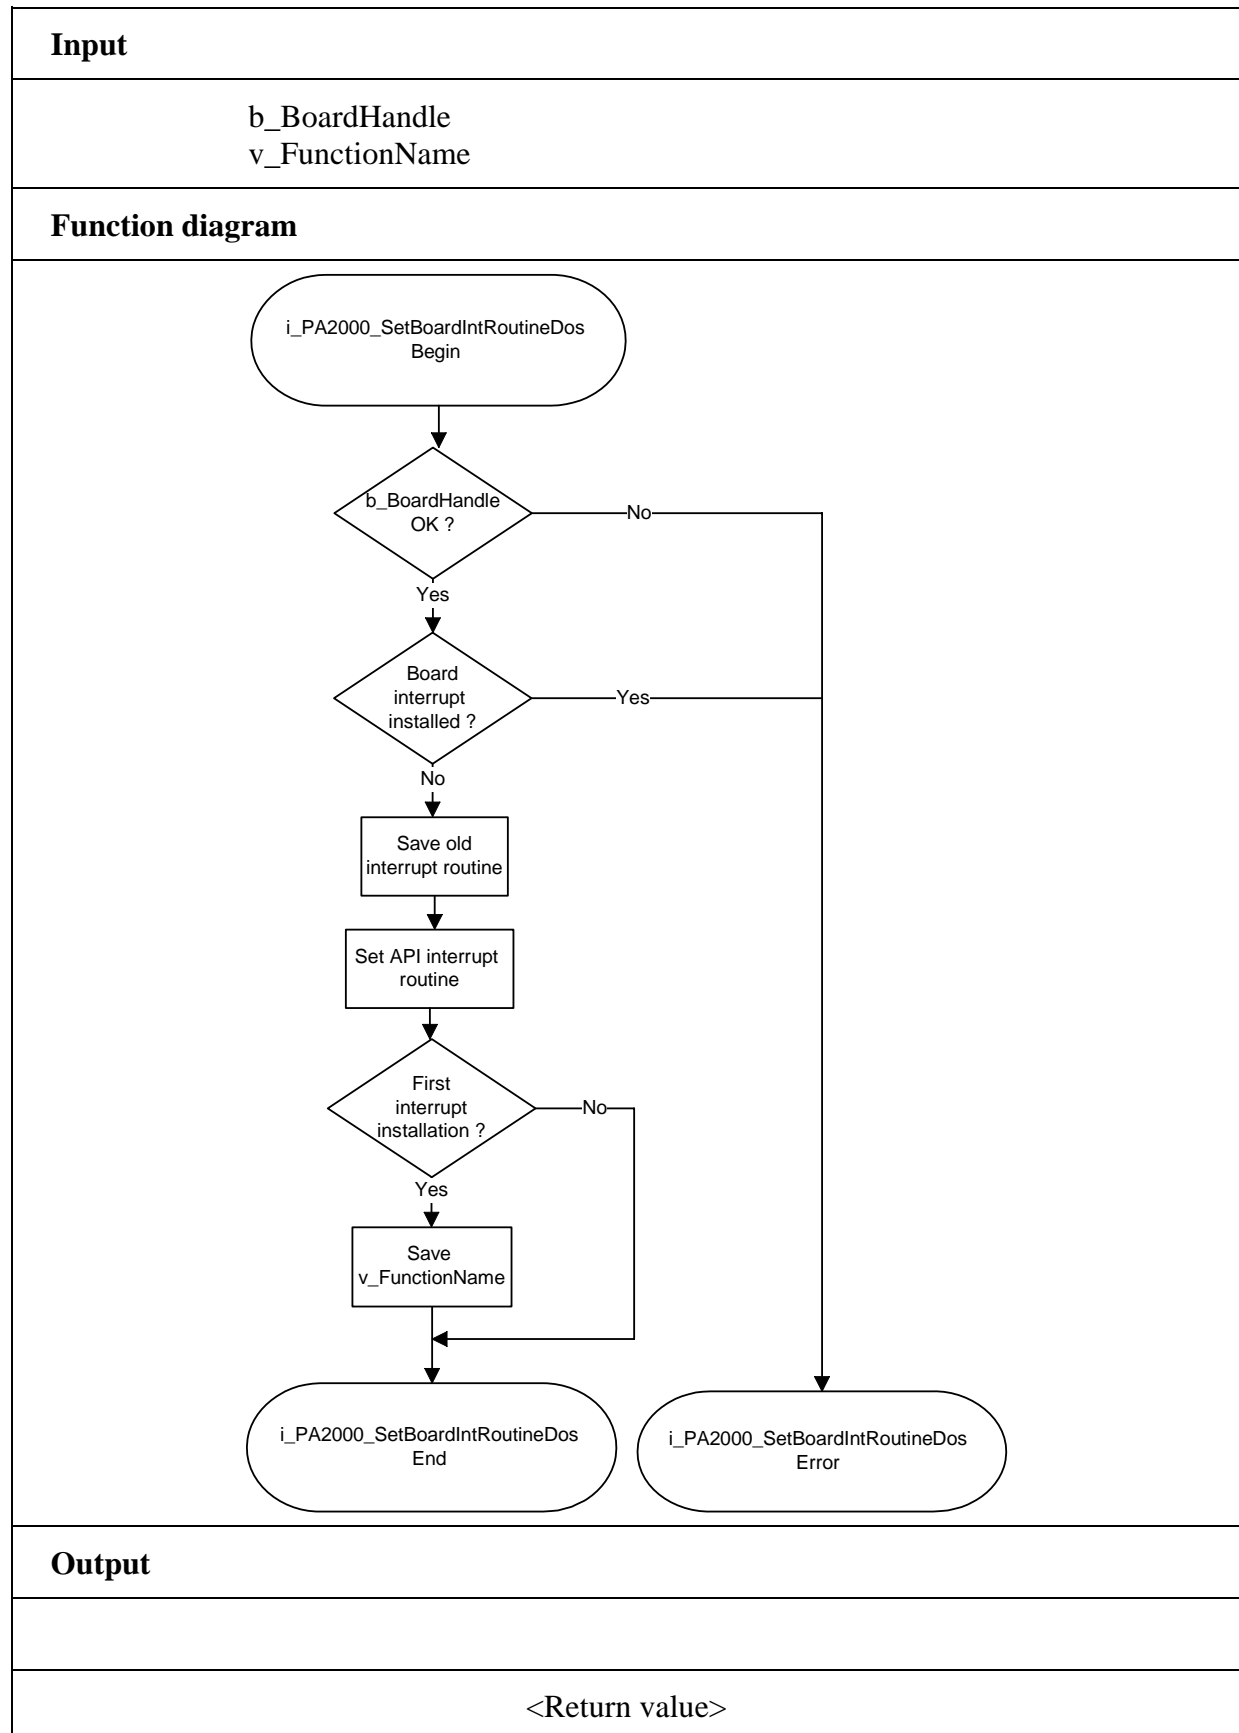 Input
b_BoardHandle
v_FunctionName
Function diagram
i_PA2000_SetBoardIntRoutineDos
Begin
b_BoardHandle
OK ?
No
Yes
Board
interrupt
installed ?
Yes
No
Save old
interrupt routine
Set API interrupt
routine
First
interrupt
installation ?
No
Yes
Save
v_FunctionName
i_PA2000_SetBoardIntRoutineDos
End
i_PA2000_SetBoardIntRoutineDos
Error
Output
<Return value>